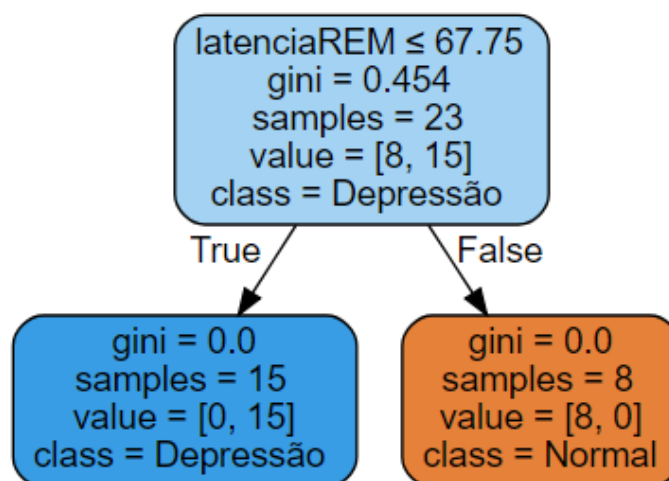 latenciaREM ≤ 67.75
gini = 0.454
samples = 23
value = [8, 15]
class = Depressão
True
False
gini = 0.0
samples = 15
value = [0, 15]
class = Depressão
gini = 0.0
samples = 8
value = [8, 0]
class = Normal